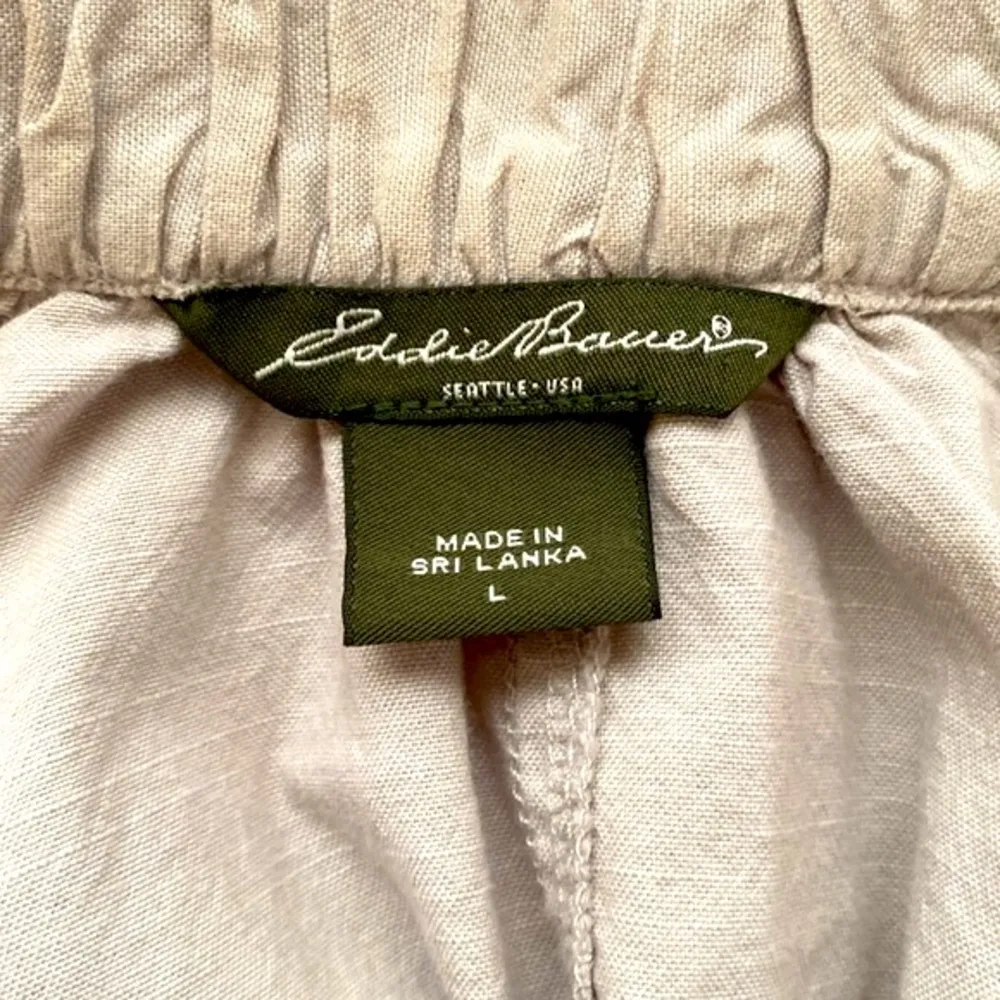 Eddie Bauer®
SEATTLE • USA
MADE IN
SRI LANKA
L